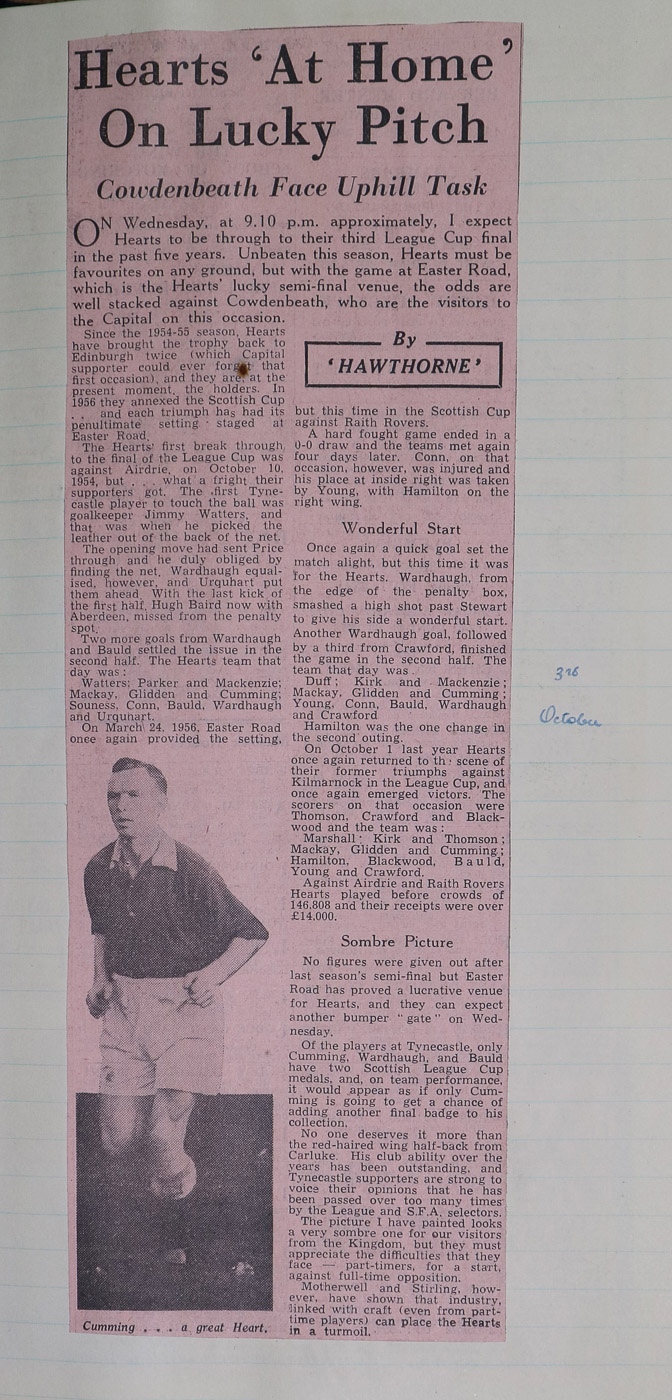 Hearts ‘At Home’
On Lucky Pitch
Cowdenbeath Face Uphill Task
ON Wednesday, at 9.10 p.m. approximately, I expect
Hearts to be through to their third League Cup final
in the past five years. Unbeaten this season, Hearts must be
favourites on any ground, but with the game at Easter Road,
which is the Hearts' lucky semi-final venue, the odds are
well stacked against Cowdenbeath, who are the visitors to
the Capital on this occasion.
Since the 1954-55 season, Hearts
have brought the trophy back to
Edinburgh twice (which Capital
supporter could ever forget that
first occasion), and they are, at the
present moment, the holders. In
1956 they annexed the Scottish Cup
. . and each triumph has had its
penultimate setting staged at
Easter Road.
The Hearts' first break through,
to the final of the League Cup was
against Airdrie, on October 10,
1954, but . . . what a fright their
supporters got. The first Tyne-
castle player to touch the ball was
goalkeeper Jimmy Watters, and
that was when he picked the
leather out of the back of the net.
The opening move had sent Price
through and he duly obliged by
finding the net. Wardhaugh equal-
ised, however, and Urquhart put
them ahead. With the last kick of
the first half, Hugh Baird now with
Aberdeen, missed from the penalty
spot.
Two more goals from Wardhaugh
and Bauld settled the issue in the
second half. The Hearts team that
day was :
Watters; Parker and Mackenzie;
Mackay, Glidden and Cumming;
Souness, Conn, Bauld, Wardhaugh
and Urquhart.
On March 24, 1956, Easter Road
once again provided the setting,
Cumming . . . a great Heart.
By
‘HAWTHORNE’
but this time in the Scottish Cup
against Raith Rovers.
A hard fought game ended in a
0-0 draw and the teams met again
four days later. Conn, on that
occasion, however, was injured and
his place at inside right was taken
by Young, with Hamilton on the
right wing.
Wonderful Start
Once again a quick goal set the
match alight, but this time it was
for the Hearts. Wardhaugh, from
the edge of the penalty box,
smashed a high shot past Stewart
to give his side a wonderful start.
Another Wardhaugh goal, followed
by a third from Crawford, finished
the game in the second half. The
team that day was .
Duff; Kirk and Mackenzie;
Mackay, Glidden and Cumming;
Young, Conn, Bauld, Wardhaugh
and Crawford
Hamilton was the one change in
the second outing.
On October 1 last year Hearts
once again returned to the scene of
their former triumphs against
Kilmarnock in the League Cup, and
once again emerged victors. The
scorers on that occasion were
Thomson, Crawford and Black-
wood and the team was :
Marshall; Kirk and Thomson;
Mackay, Glidden and Cumming;
Hamilton, Blackwood, Bauld,
Young and Crawford.
Against Airdrie and Raith Rovers
Hearts played before crowds of
146,808 and their receipts were over
£14,000.
Sombre Picture
No figures were given out after
last season's semi-final but Easter
Road has proved a lucrative venue
for Hearts, and they can expect
another bumper “gate” on Wed-
nesday.
Of the players at Tynecastle, only
Cumming, Wardhaugh, and Bauld
have two Scottish League Cup
medals, and, on team performance,
it would appear as if only Cum-
ming is going to get a chance of
adding another final badge to his
collection.
No one deserves it more than
the red-haired wing half-back from
Carluke. His club ability over the
years has been outstanding, and
Tynecastle supporters are strong to
voice their opinions that he has
been passed over too many times
by the League and S.F.A. selectors.
The picture I have painted looks
a very sombre one for our visitors
from the Kingdom, but they must
appreciate the difficulties that they
face — part-timers, for a start,
against full-time opposition.
Motherwell and Stirling, how-
ever, have shown that industry,
linked with craft (even from part-
time players) can place the Hearts
in a turmoil.
October